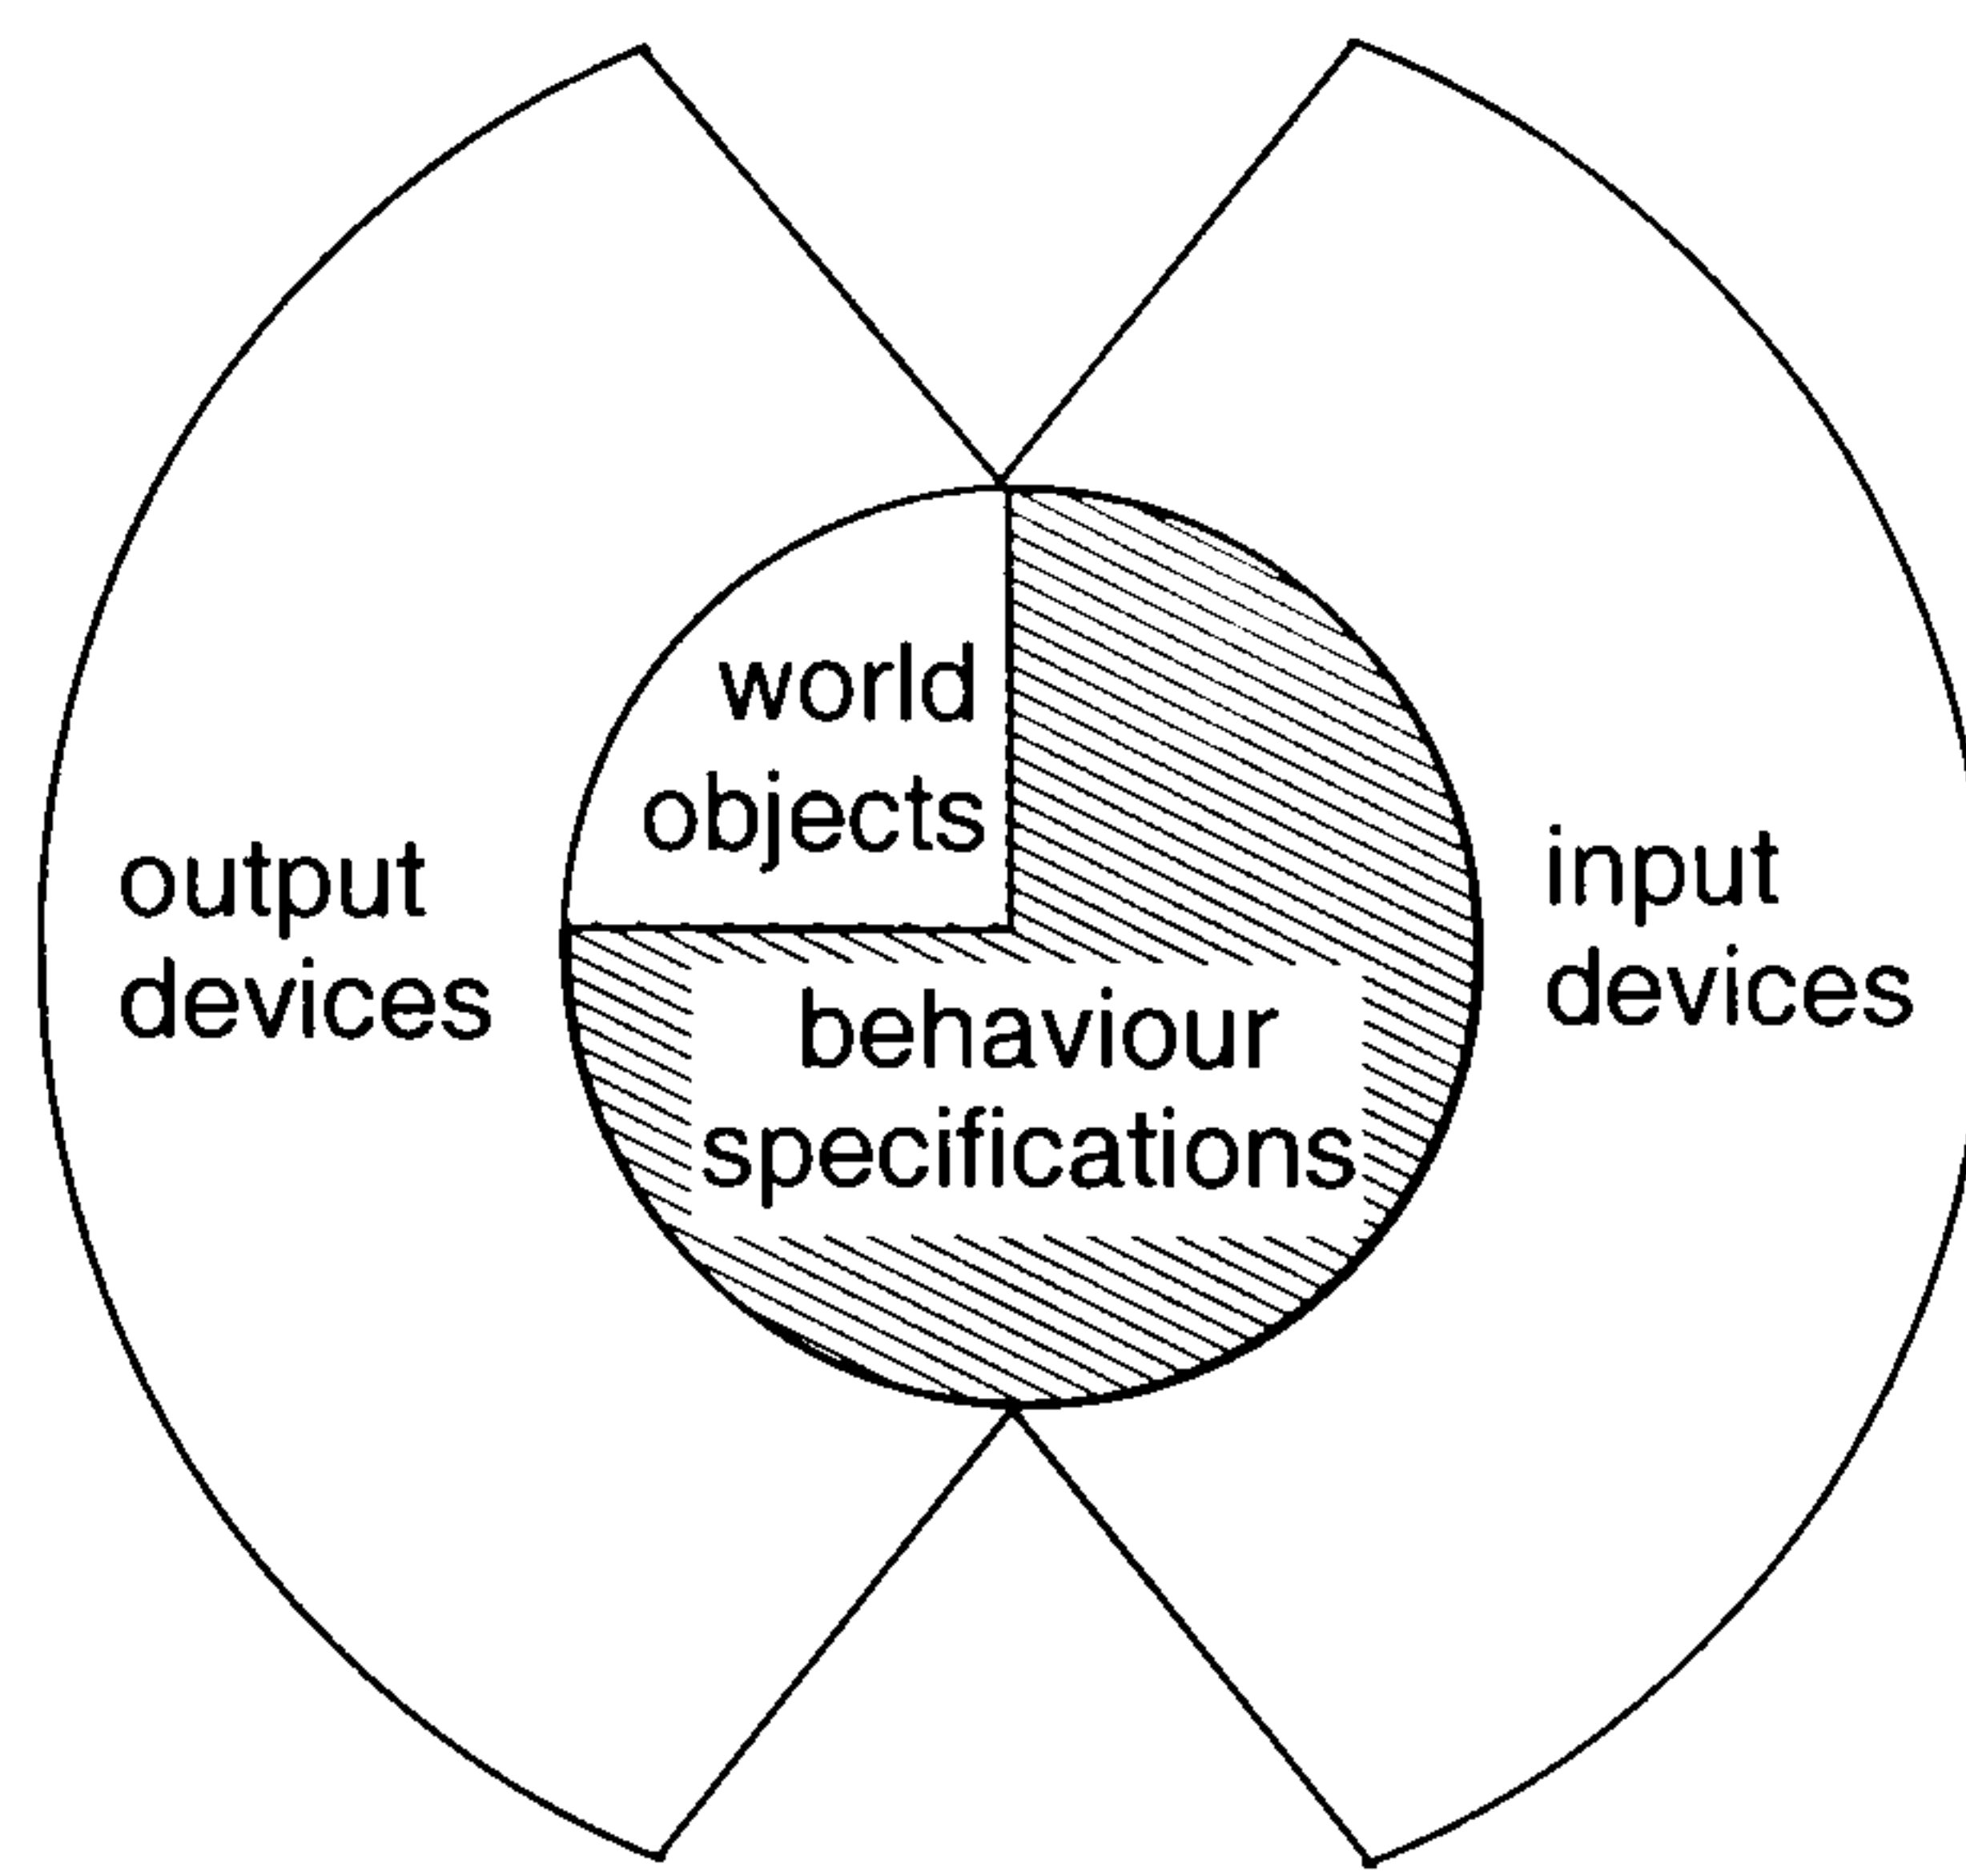 world
objects
output
devices
input
devices
behaviour
specifications